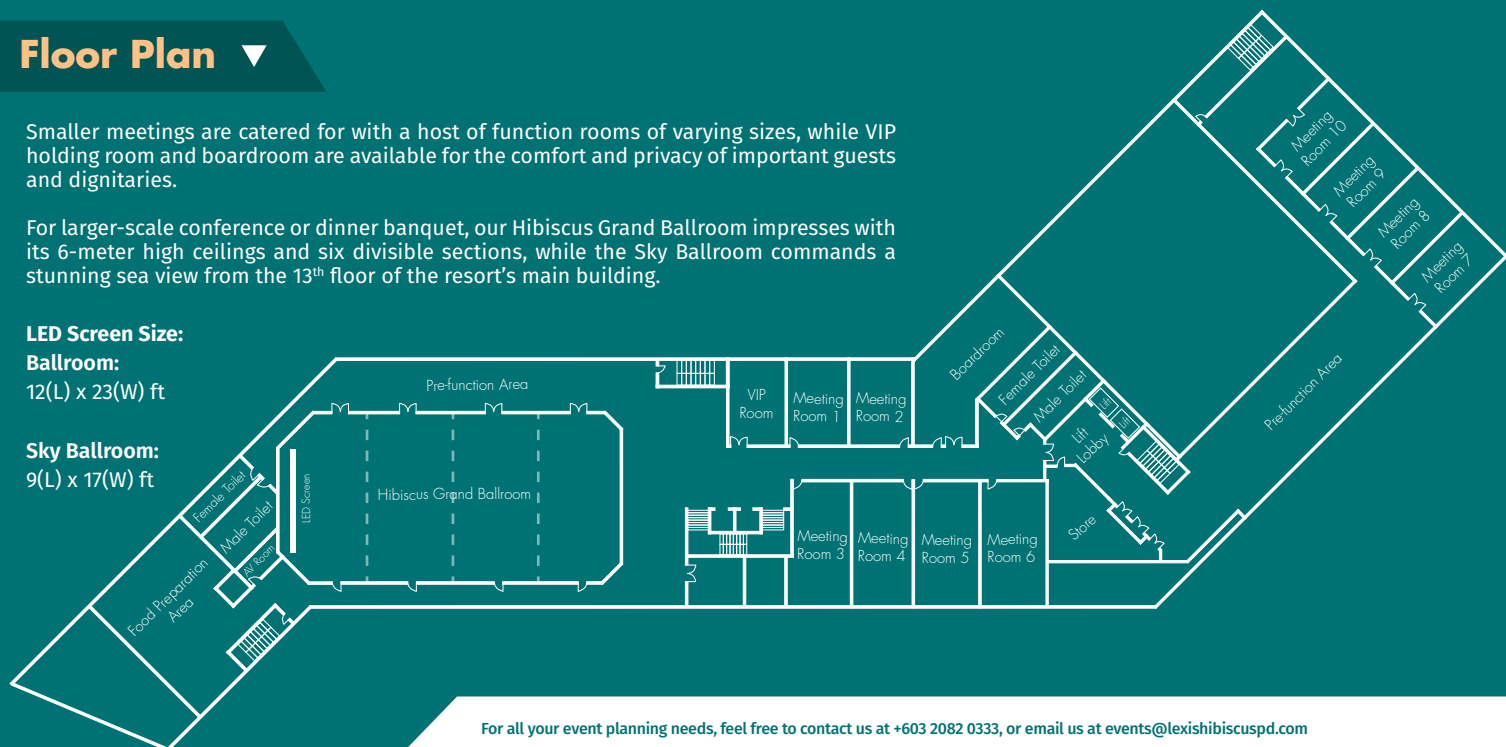 Floor Plan
Smaller meetings are catered for with a host of function rooms of varying sizes, while VIP
holding room and boardroom are available for the comfort and privacy of important guests
and dignitaries.
For larger-scale conference or dinner banquet, our Hibiscus Grand Ballroom impresses with
its 6-meter high ceilings and six divisible sections, while the Sky Ballroom commands a
stunning sea view from the 13th floor of the resort’s main building.
LED Screen Size:
Ballroom:
12(L) x 23(W) ft
Sky Ballroom:
9(L) x 17(W) ft
Female Toilet
Male Toilet
AV Room
Food Preparation
Area
Pre-function Area
LED Screen
Hibiscus Grand Ballroom
VIP
Room
Meeting
Room 1
Meeting
Room 2
Meeting
Room 3
Meeting
Room 4
Meeting
Room 5
Meeting
Room 6
Boardroom
Female Toilet
Male Toilet
Lift
Lift
Lift
Lobby
Store
Meeting
Room 10
Meeting
Room 9
Meeting
Room 8
Meeting
Room 7
Pre-function Area
For all your event planning needs, feel free to contact us at +603 2082 0333, or email us at events@lexishibiscuspd.com